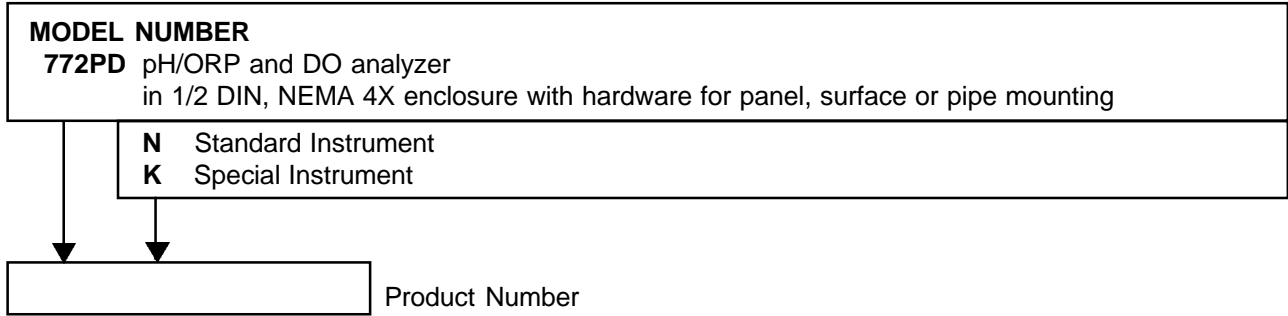 MODEL NUMBER
772PD pH/ORP and DO analyzer
in 1/2 DIN, NEMA 4X enclosure with hardware for panel, surface or pipe mounting
N Standard Instrument
K Special Instrument
Product Number